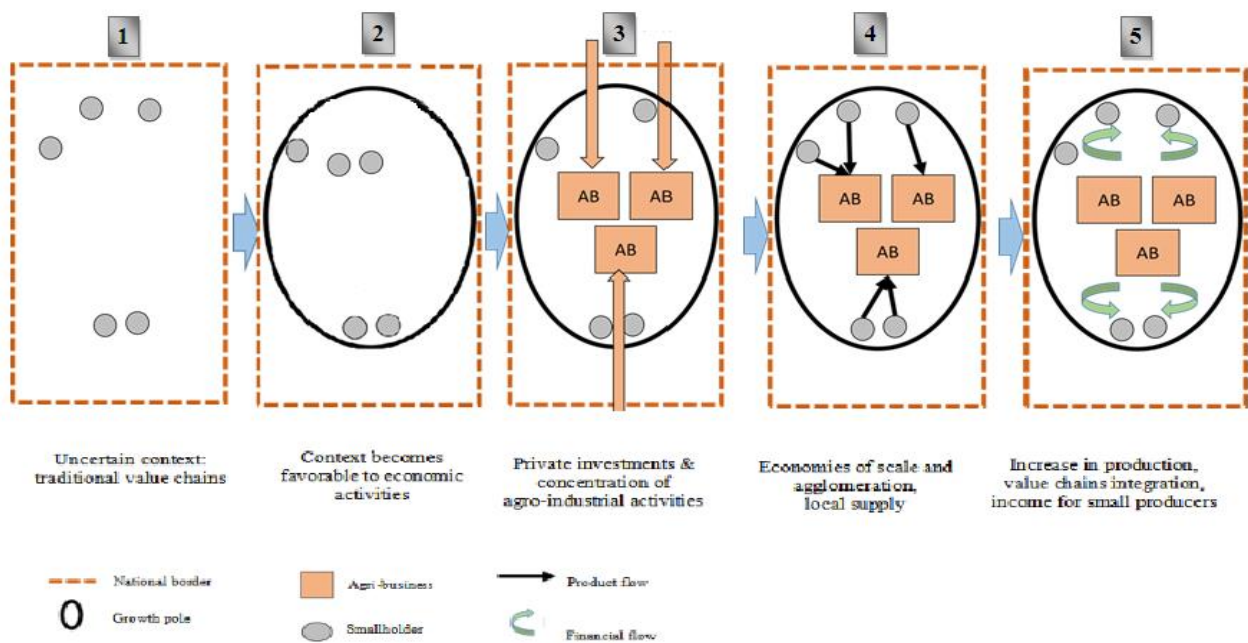 1
2
3
4
5
AB
AB
AB
AB
AB
AB
AB
AB
AB
Uncertain context:
traditional value chains
Context becomes
favorable to economic
activities
Private investments &
concentration of
agro-industrial activities
Economies of scale and
agglomeration,
local supply
Increase in production,
value chains integration,
income for small producers
National border
Growth pole
Agri-business
Smallholder
Product flow
Financial flow